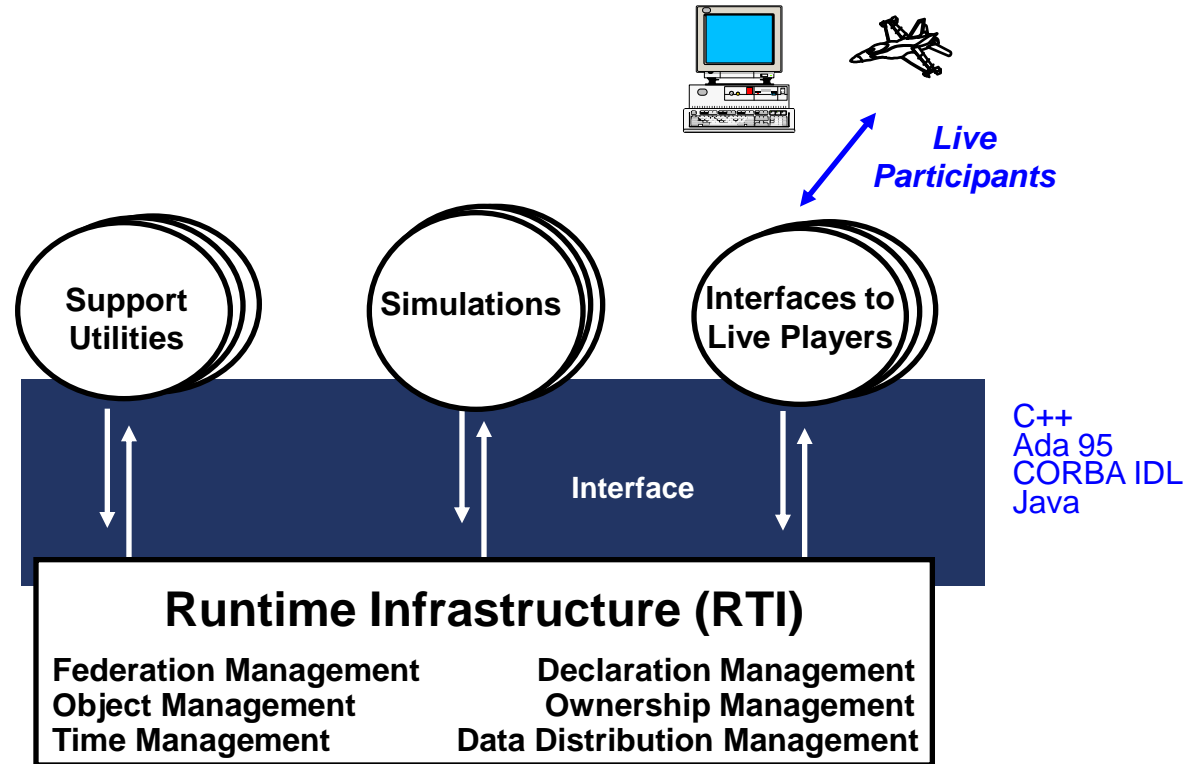 Live
Participants
Support
Utilities
Simulations
Interfaces to
Live Players
Interface
C++
Ada 95
CORBA IDL
Java
Runtime Infrastructure (RTI)
Federation Management
Declaration Management
Object Management
Ownership Management
Time Management
Data Distribution Management